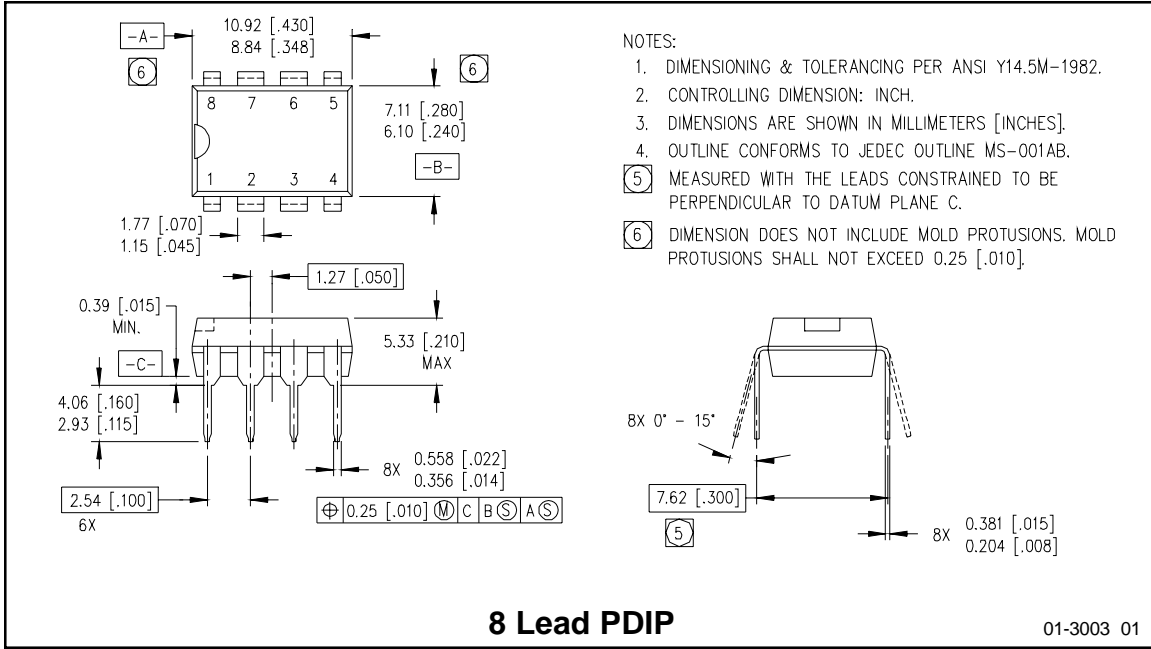 -A-
10.92 [.430]
8.84 [.348]
6
6
8 7 6 5
1 2 3 4
7.11 [.280]
6.10 [.240]
-B-
1.77 [.070]
1.15 [.045]
1.27 [.050]
0.39 [.015]
MIN.
-C-
5.33 [.210]
MAX
4.06 [.160]
2.93 [.115]
8X 0.558 [.022]
0.356 [.014]
2.54 [.100]
6X
⌖ 0.25 [.010] Ⓜ C B Ⓢ A Ⓢ
NOTES:
1. DIMENSIONING & TOLERANCING PER ANSI Y14.5M-1982.
2. CONTROLLING DIMENSION: INCH.
3. DIMENSIONS ARE SHOWN IN MILLIMETERS [INCHES].
4. OUTLINE CONFORMS TO JEDEC OUTLINE MS-001AB.
5 MEASURED WITH THE LEADS CONSTRAINED TO BE
PERPENDICULAR TO DATUM PLANE C.
6 DIMENSION DOES NOT INCLUDE MOLD PROTUSIONS. MOLD
PROTUSIONS SHALL NOT EXCEED 0.25 [.010].
8X 0° - 15°
7.62 [.300]
5
8X 0.381 [.015]
0.204 [.008]
8 Lead PDIP
01-3003 01